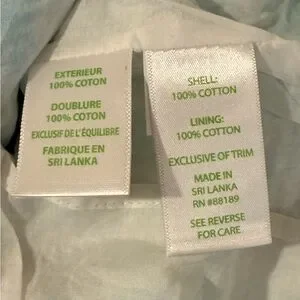 EXTERIEUR
100% COTON
DOUBLURE
100% COTON
EXCLUSIF DE L'ÉQUILIBRE
FABRIQUE EN
SRI LANKA
SHELL:
100% COTTON
LINING:
100% COTTON
EXCLUSIVE OF TRIM
MADE IN
SRI LANKA
RN #88189
SEE REVERSE
FOR CARE